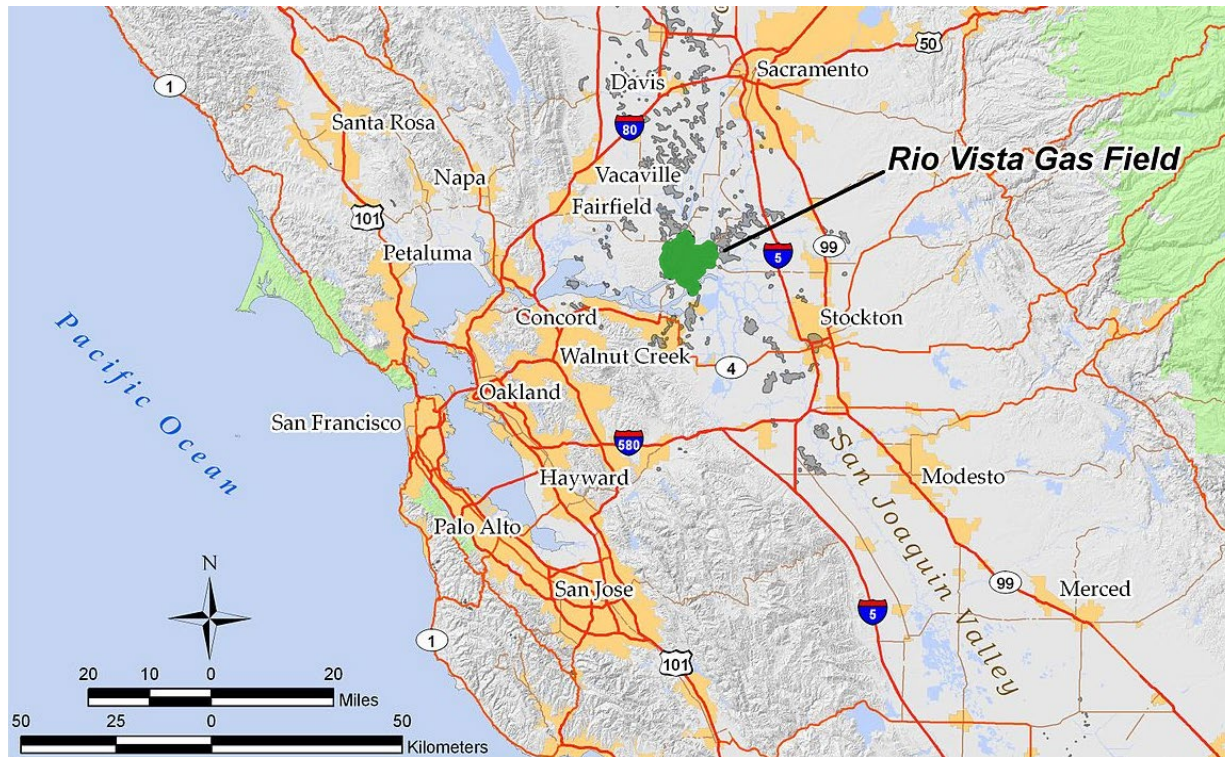 50
Sacramento
Davis
1
Santa Rosa
80
Rio Vista Gas Field
Napa
Vacaville
Fairfield
101
Petaluma
5
99
Concord
Stockton
Walnut Creek
4
Oakland
Pacific Ocean
San Francisco
580
Hayward
Modesto
San Joaquin Valley
Palo Alto
N
San Jose
99
Merced
5
1
101
20 10 0 20
Miles
50 25 0 50
Kilometers